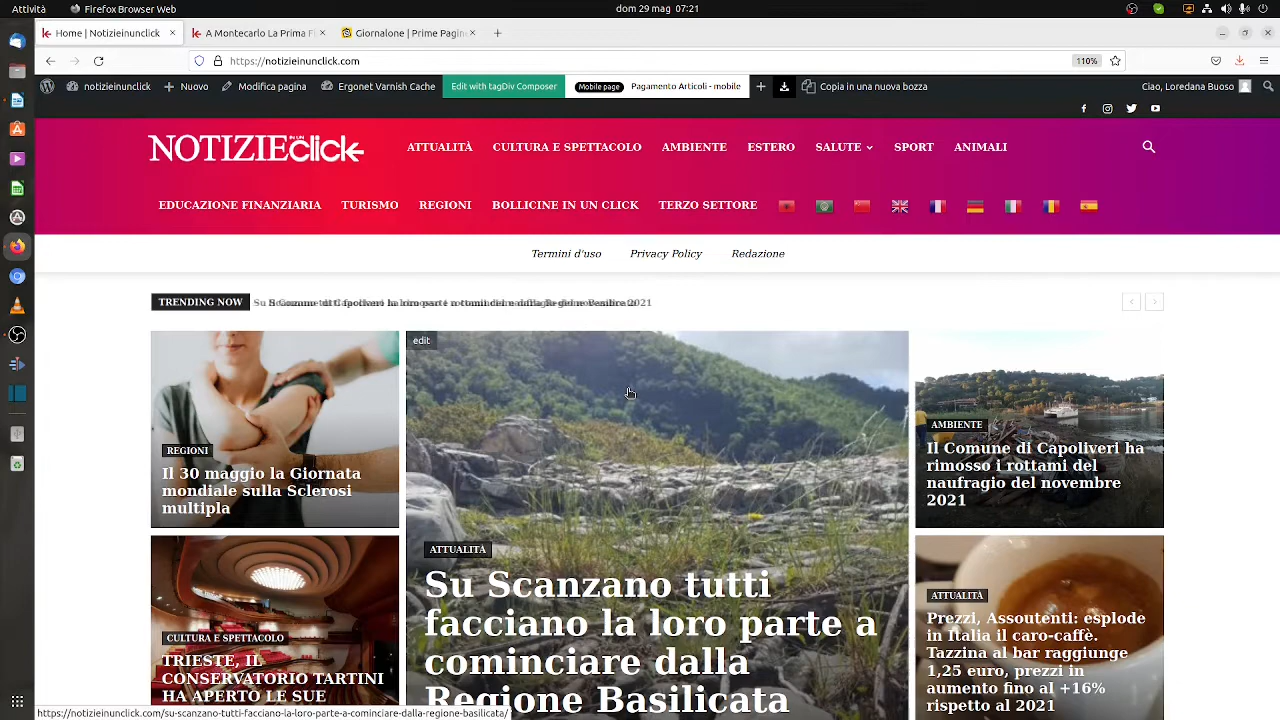 Attività
Firefox Browser Web
dom 29 mag 07:21
Home | Notizieinunclick
A Montecarlo La Prima F
Giornalone | Prime Pagin
https://notizieinunclick.com
110%
notizieinunclick
Nuovo
Modifica pagina
Ergonet Varnish Cache
Edit with tagDiv Composer
Mobile page
Pagamento Articoli - mobile
Copia in una nuova bozza
Ciao, Loredana Buoso
NOTIZIE IN UN click
ATTUALITÀ
CULTURA E SPETTACOLO
AMBIENTE
ESTERO
SALUTE
SPORT
ANIMALI
EDUCAZIONE FINANZIARIA
TURISMO
REGIONI
BOLLICINE IN UN CLICK
TERZO SETTORE
Termini d'uso
Privacy Policy
Redazione
TRENDING NOW
edit
REGIONI
Il 30 maggio la Giornata
mondiale sulla Sclerosi
multipla
CULTURA E SPETTACOLO
TRIESTE, IL
CONSERVATORIO TARTINI
HA APERTO LE SUE
ATTUALITÀ
Su Scanzano tutti
facciano la loro parte a
cominciare dalla
Regione Basilicata
AMBIENTE
Il Comune di Capoliveri ha
rimosso i rottami del
naufragio del novembre
2021
ATTUALITÀ
Prezzi, Assoutenti: esplode
in Italia il caro-caffè.
Tazzina al bar raggiunge
1,25 euro, prezzi in
aumento fino al +16%
rispetto al 2021
https://notizieinunclick.com/su-scanzano-tutti-facciano-la-loro-parte-a-cominciare-dalla-regione-basilicata/